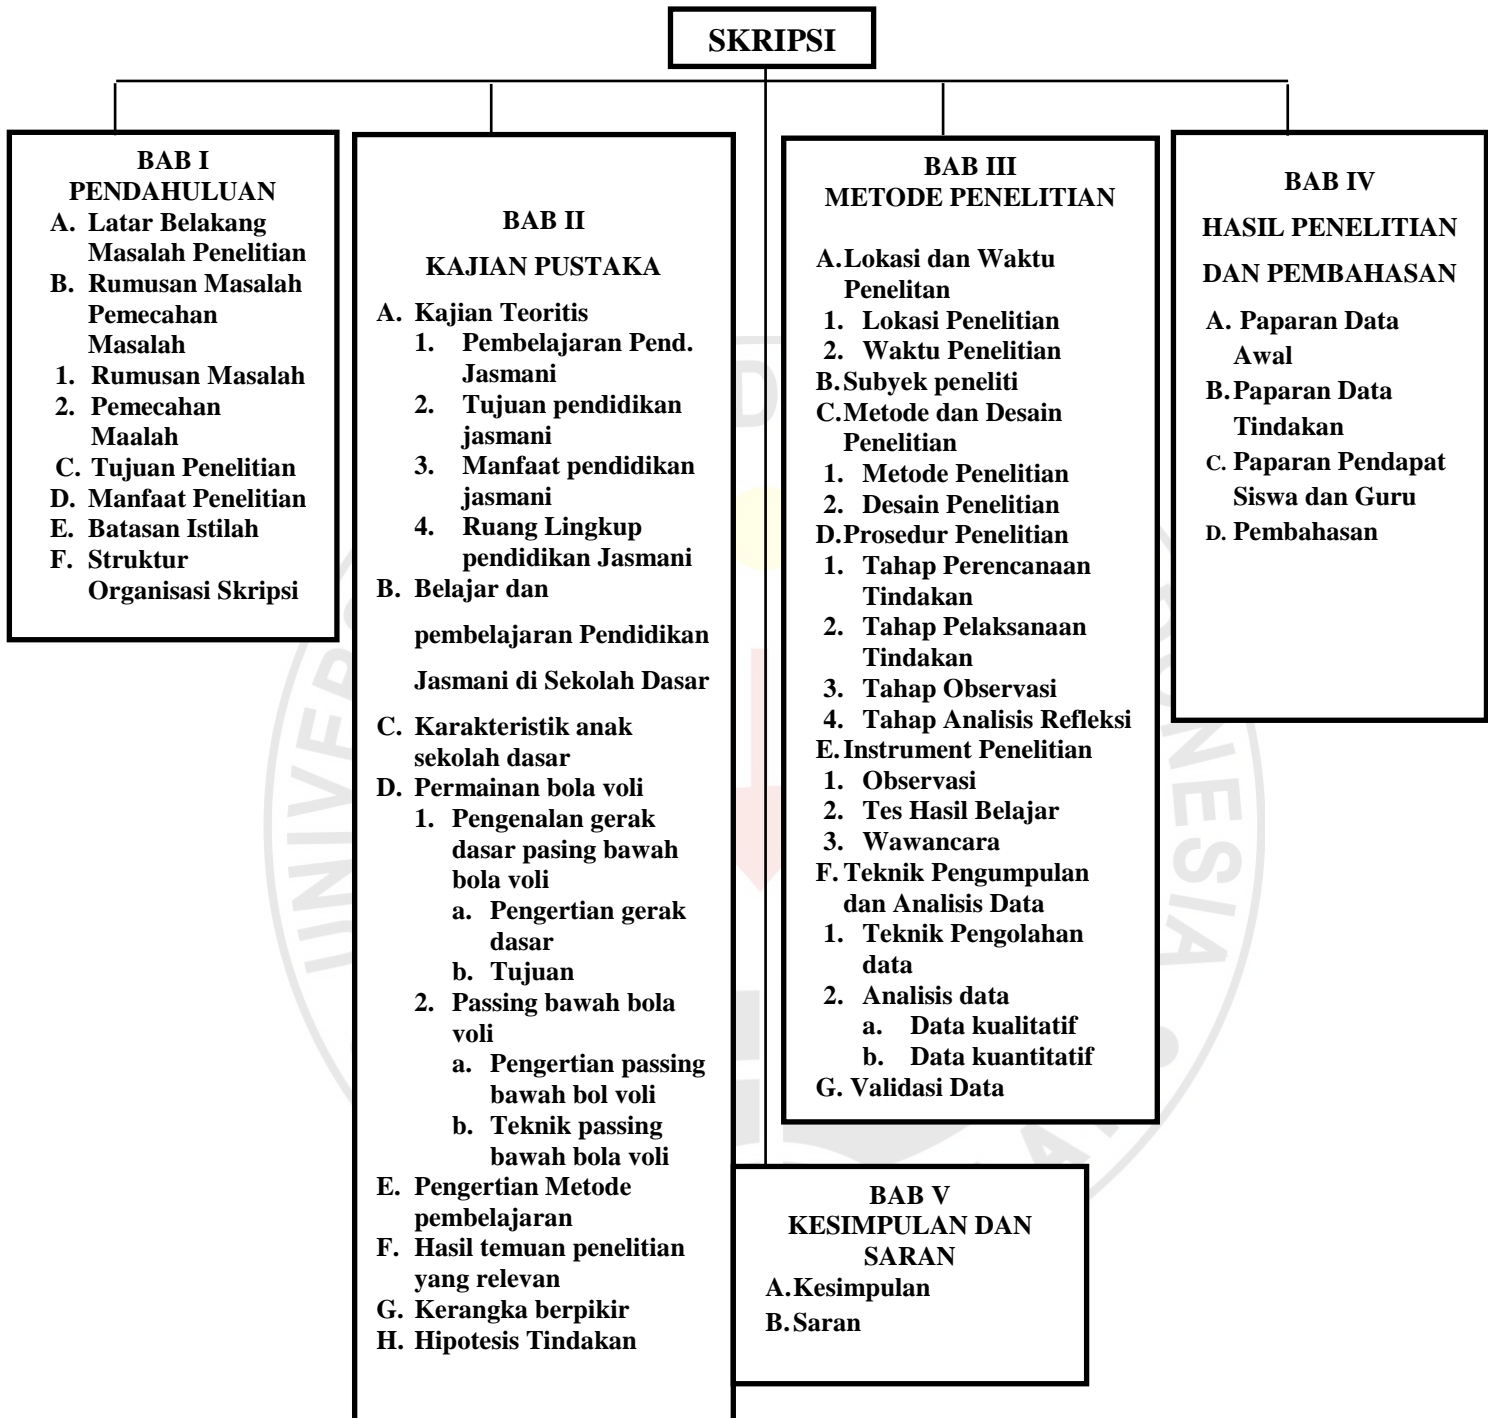 SKRIPSI
BAB I
PENDAHULUAN
A. Latar Belakang
Masalah Penelitian
B. Rumusan Masalah
Pemecahan
Masalah
1. Rumusan Masalah
2. Pemecahan
Maalah
C. Tujuan Penelitian
D. Manfaat Penelitian
E. Batasan Istilah
F. Struktur
Organisasi Skripsi
BAB II
KAJIAN PUSTAKA
A. Kajian Teoritis
1. Pembelajaran Pend.
Jasmani
2. Tujuan pendidikan
jasmani
3. Manfaat pendidikan
jasmani
4. Ruang Lingkup
pendidikan Jasmani
B. Belajar dan
pembelajaran Pendidikan
Jasmani di Sekolah Dasar
C. Karakteristik anak
sekolah dasar
D. Permainan bola voli
1. Pengenalan gerak
dasar pasing bawah
bola voli
a. Pengertian gerak
dasar
b. Tujuan
2. Passing bawah bola
voli
a. Pengertian passing
bawah bol voli
b. Teknik passing
bawah bola voli
E. Pengertian Metode
pembelajaran
F. Hasil temuan penelitian
yang relevan
G. Kerangka berpikir
H. Hipotesis Tindakan
BAB III
METODE PENELITIAN
A.Lokasi dan Waktu
Penelitan
1. Lokasi Penelitian
2. Waktu Penelitian
B.Subyek peneliti
C.Metode dan Desain
Penelitian
1. Metode Penelitian
2. Desain Penelitian
D.Prosedur Penelitian
1. Tahap Perencanaan
Tindakan
2. Tahap Pelaksanaan
Tindakan
3. Tahap Observasi
4. Tahap Analisis Refleksi
E.Instrument Penelitian
1. Observasi
2. Tes Hasil Belajar
3. Wawancara
F. Teknik Pengumpulan
dan Analisis Data
1. Teknik Pengolahan
data
2. Analisis data
a. Data kualitatif
b. Data kuantitatif
G. Validasi Data
BAB IV
HASIL PENELITIAN
DAN PEMBAHASAN
A. Paparan Data
Awal
B.Paparan Data
Tindakan
C. Paparan Pendapat
Siswa dan Guru
D. Pembahasan
BAB V
KESIMPULAN DAN
SARAN
A.Kesimpulan
B.Saran